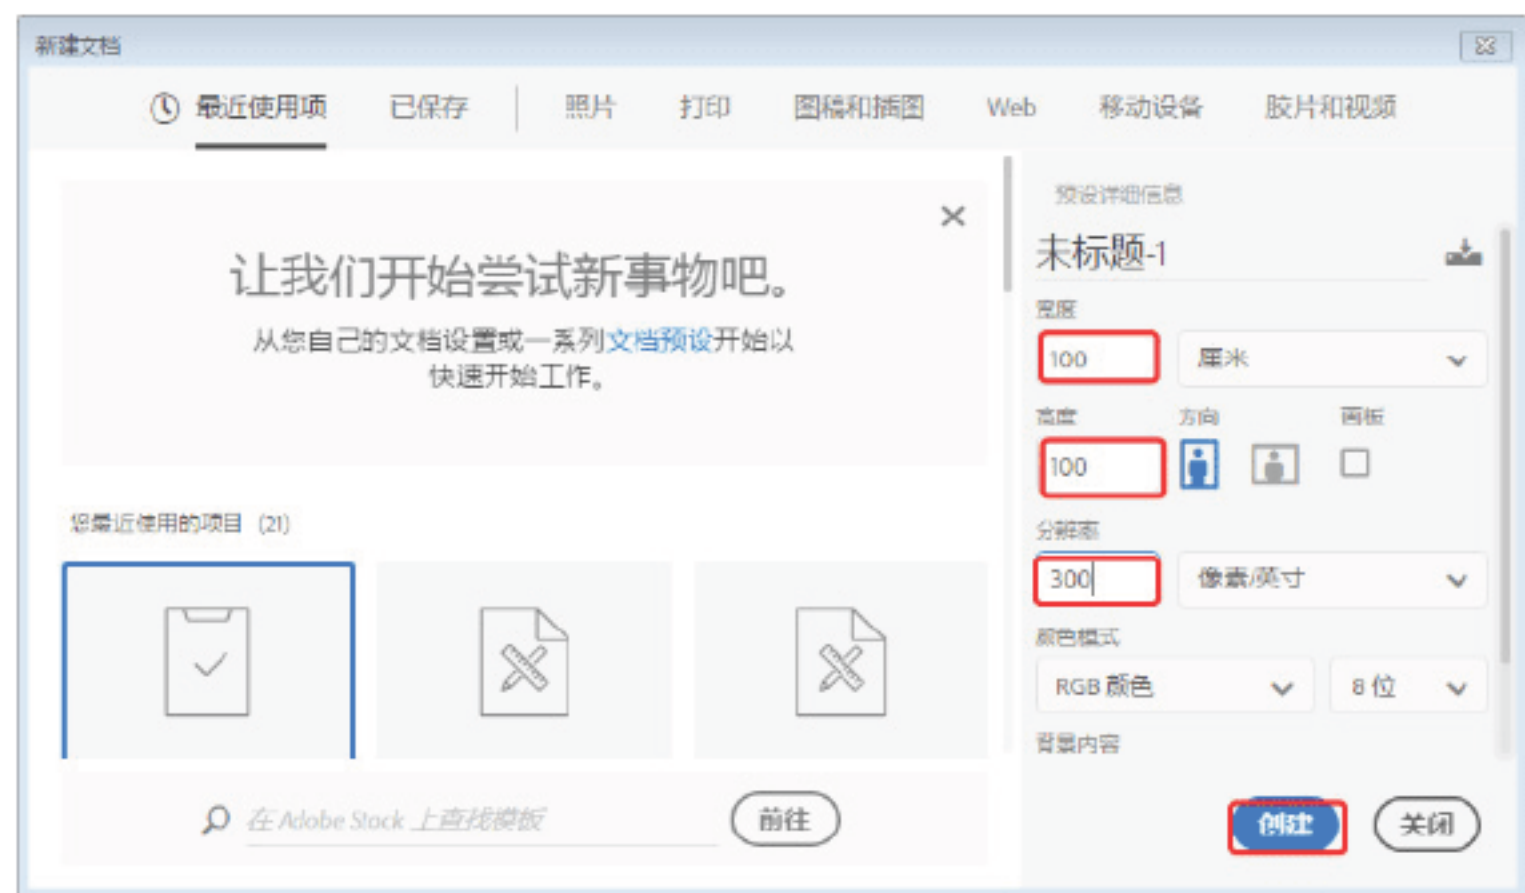 新建文档
最近使用项 已保存 照片 打印 图稿和插图 Web 移动设备 胶片和视频
让我们开始尝试新事物吧。
从您自己的文档设置或一系列文档预设开始以
快速开始工作。
您最近使用的项目 (21)
在 Adobe Stock 上查找模板
前往
预设详细信息
未标题-1
宽度
100 厘米
高度 方向 画板
100
分辨率
300 像素/英寸
颜色模式
RGB 颜色 8 位
背景内容
创建 关闭